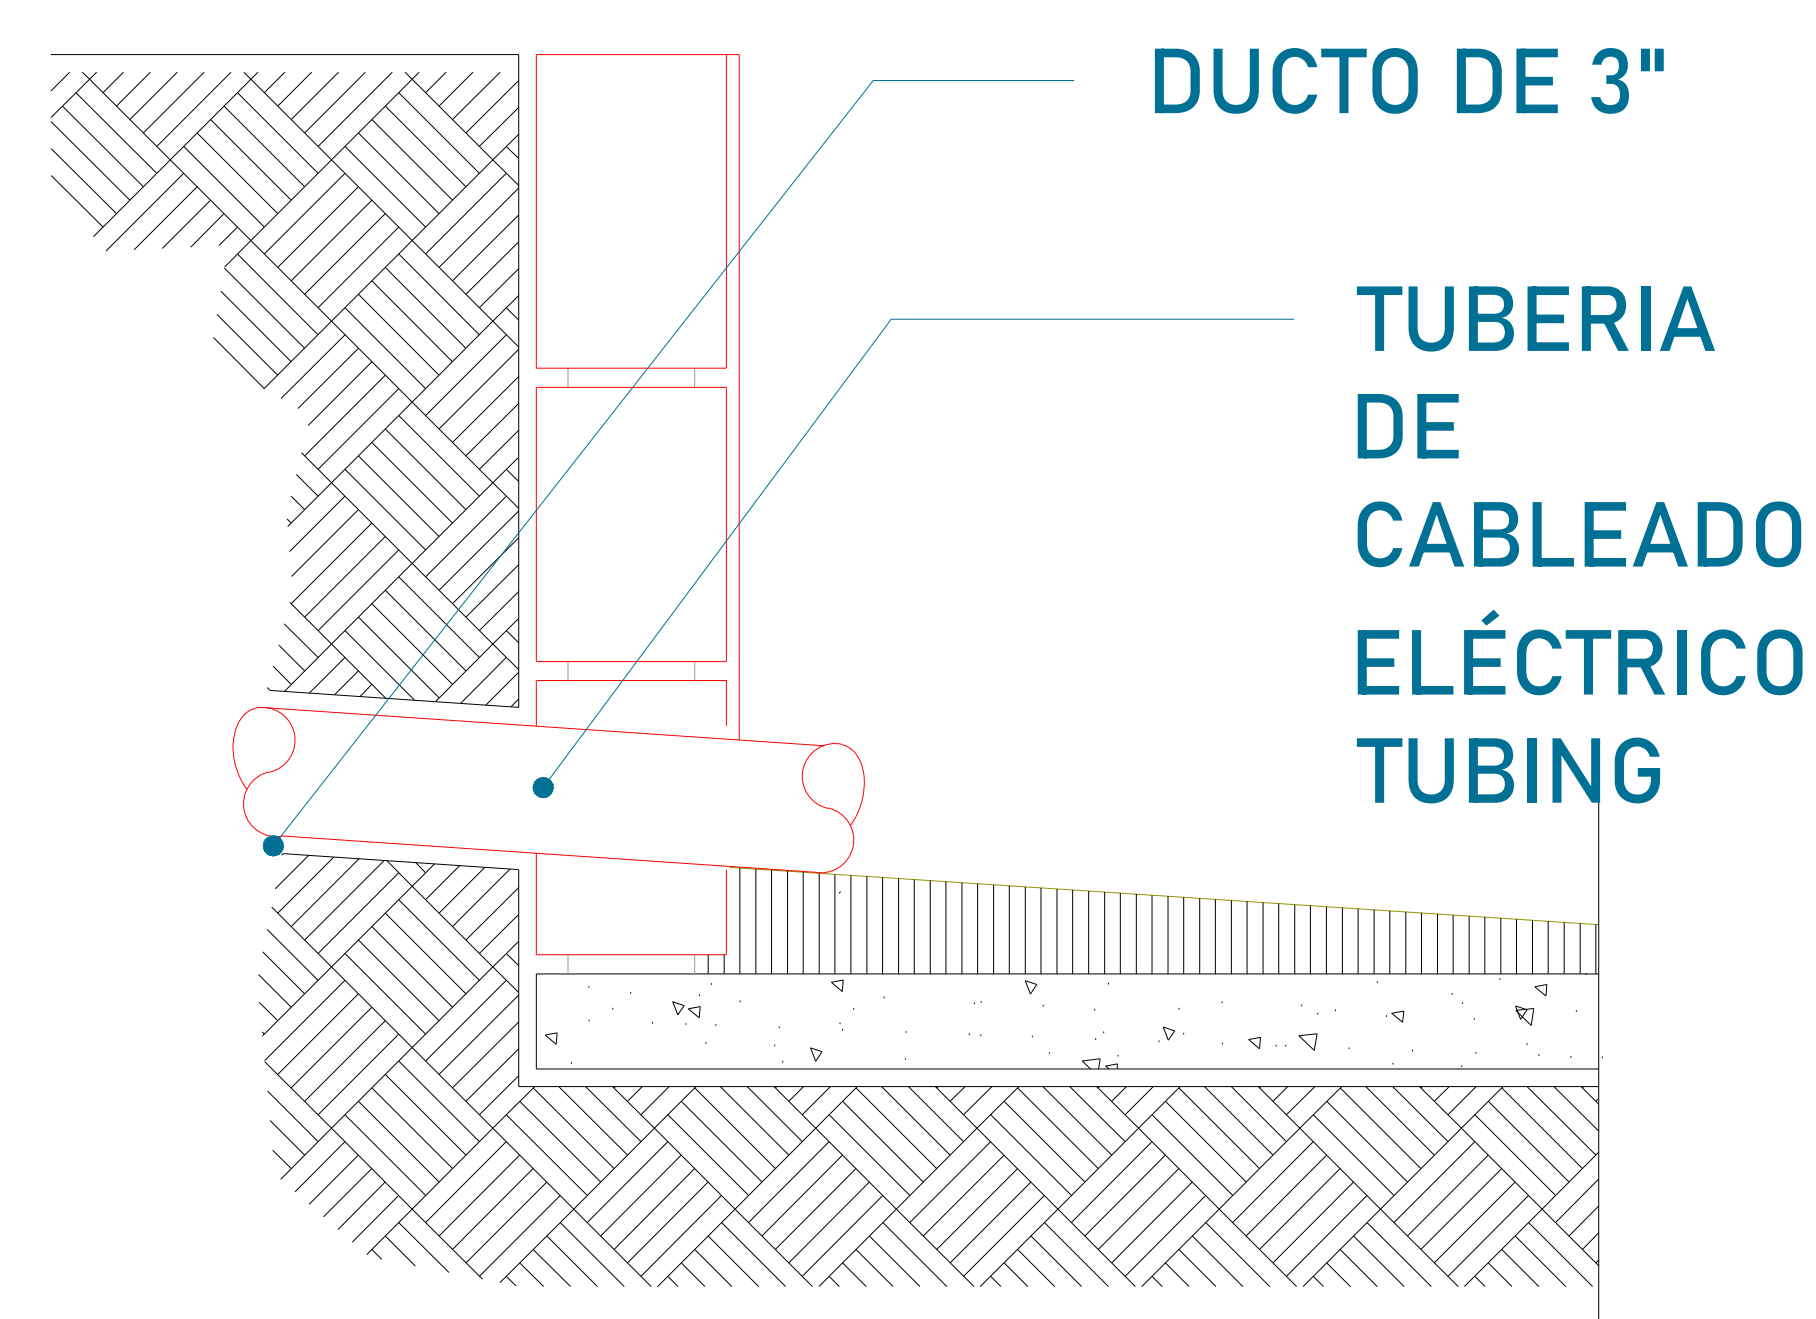 DUCTO DE 3"
TUBERIA
DE
CABLEADO
ELÉCTRICO
TUBING